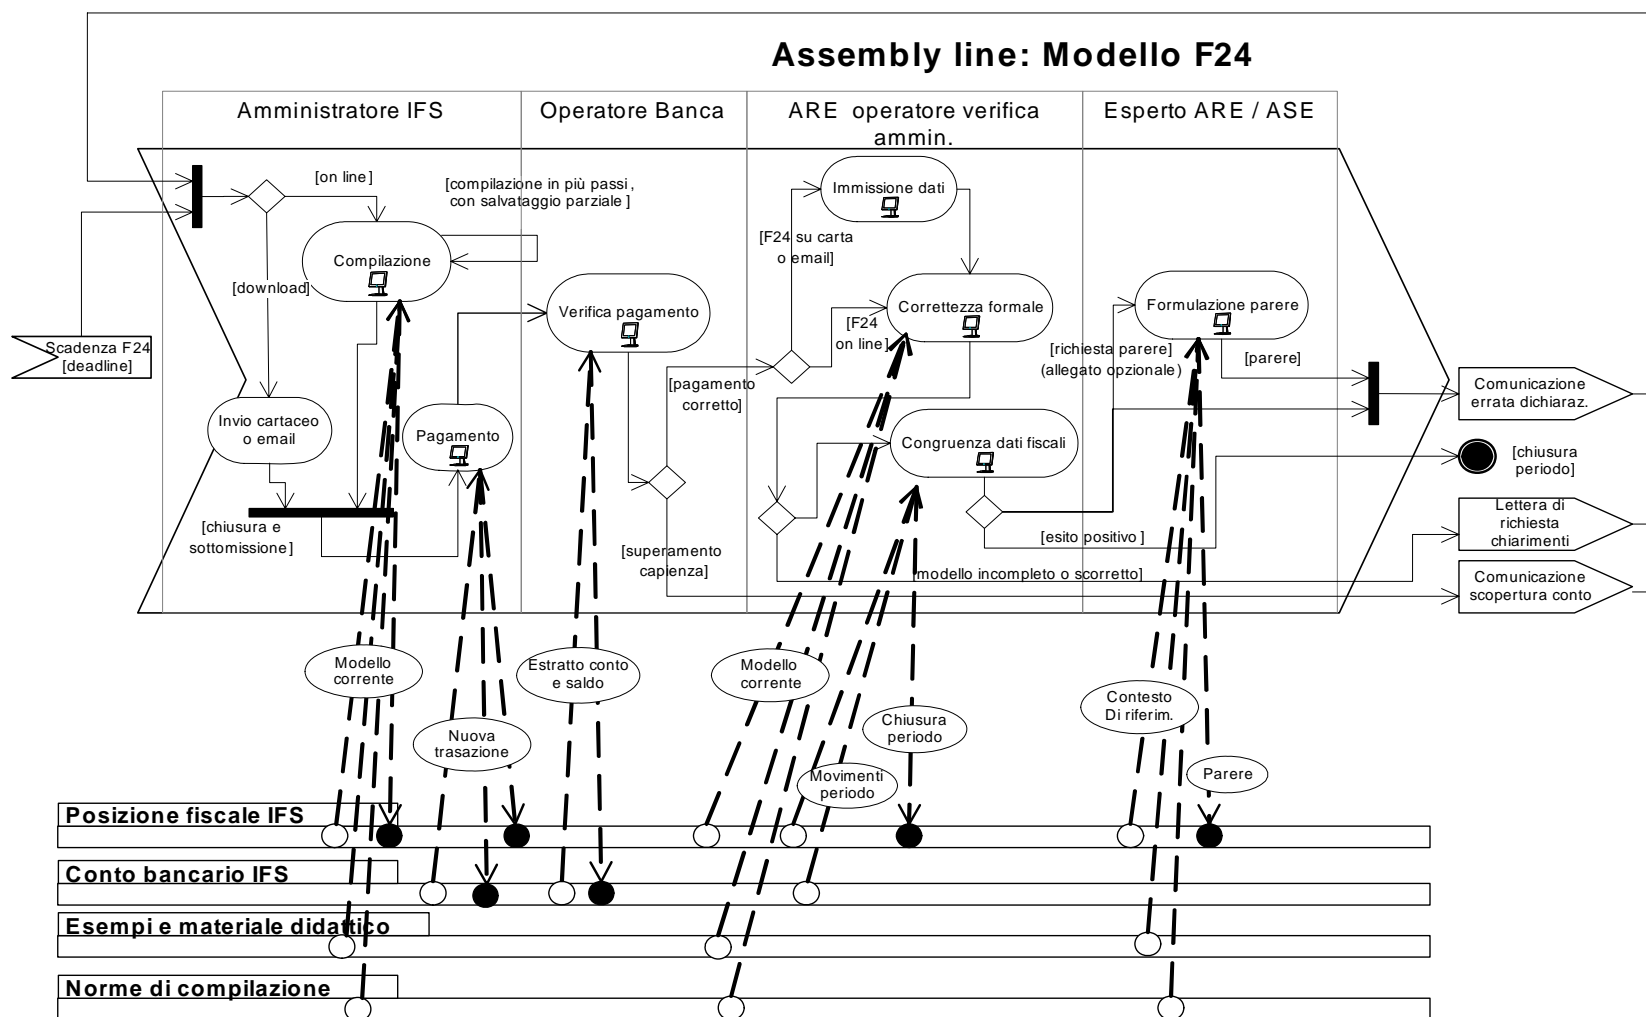 Assembly line: Modello F24
Amministratore IFS
Operatore Banca
ARE operatore verifica
ammin.
Esperto ARE / ASE
[on line]
[compilazione in più passi,
con salvataggio parziale]
Compilazione
[download]
Scadenza F24
[deadline]
Invio cartaceo
o email
Pagamento
[chiusura e
sottomissione]
Verifica pagamento
[pagamento
corretto]
[superamento
capienza]
Immissione dati
[F24 su carta
o email]
Correttezza formale
[F24
on line]
Congruenza dati fiscali
[esito positivo]
[modello incompleto o scorretto]
Formulazione parere
[richiesta parere]
(allegato opzionale)
[parere]
Comunicazione
errata dichiaraz.
[chiusura
periodo]
Lettera di
richiesta
chiarimenti
Comunicazione
scopertura conto
Modello
corrente
Nuova
trasazione
Estratto conto
e saldo
Modello
corrente
Chiusura
periodo
Movimenti
periodo
Contesto
Di riferim.
Parere
Posizione fiscale IFS
Conto bancario IFS
Esempi e materiale didattico
Norme di compilazione